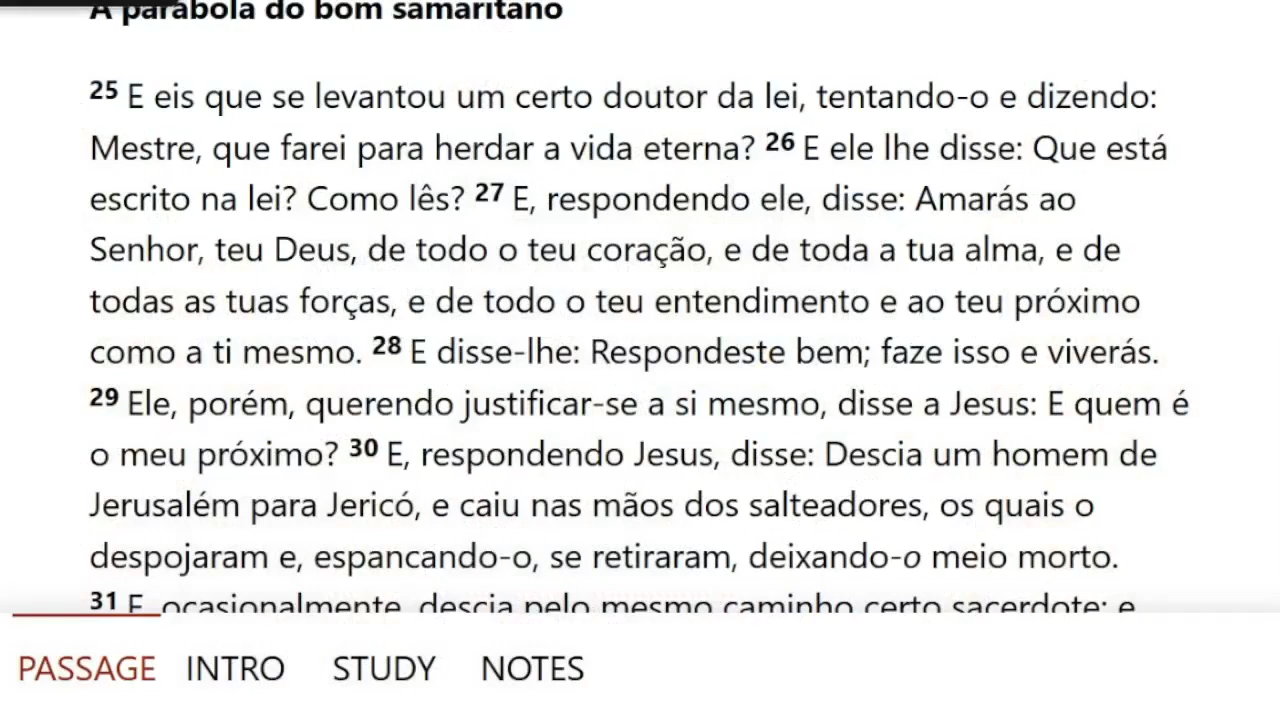 A parábola do bom samaritano
25 E eis que se levantou um certo doutor da lei, tentando-o e dizendo:
Mestre, que farei para herdar a vida eterna? 26 E ele lhe disse: Que está
escrito na lei? Como lês? 27 E, respondendo ele, disse: Amarás ao
Senhor, teu Deus, de todo o teu coração, e de toda a tua alma, e de
todas as tuas forças, e de todo o teu entendimento e ao teu próximo
como a ti mesmo. 28 E disse-lhe: Respondeste bem; faze isso e viverás.
29 Ele, porém, querendo justificar-se a si mesmo, disse a Jesus: E quem é
o meu próximo? 30 E, respondendo Jesus, disse: Descia um homem de
Jerusalém para Jericó, e caiu nas mãos dos salteadores, os quais o
despojaram e, espancando-o, se retiraram, deixando-o meio morto.
31 E, ocasionalmente, descia pelo mesmo caminho certo sacerdote; e
PASSAGE INTRO STUDY NOTES